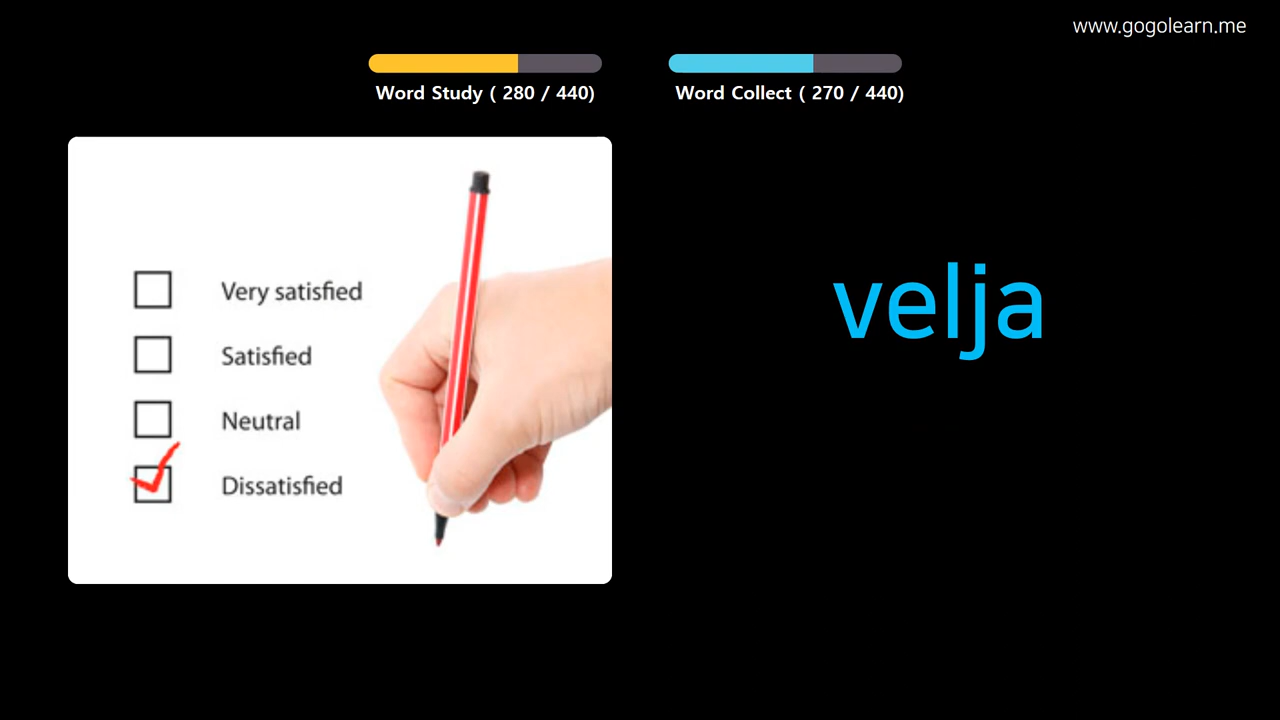 www.gogolearn.me
Word Study ( 280 / 440)
Word Collect ( 270 / 440)
Very satisfied
Satisfied
Neutral
Dissatisfied
velja